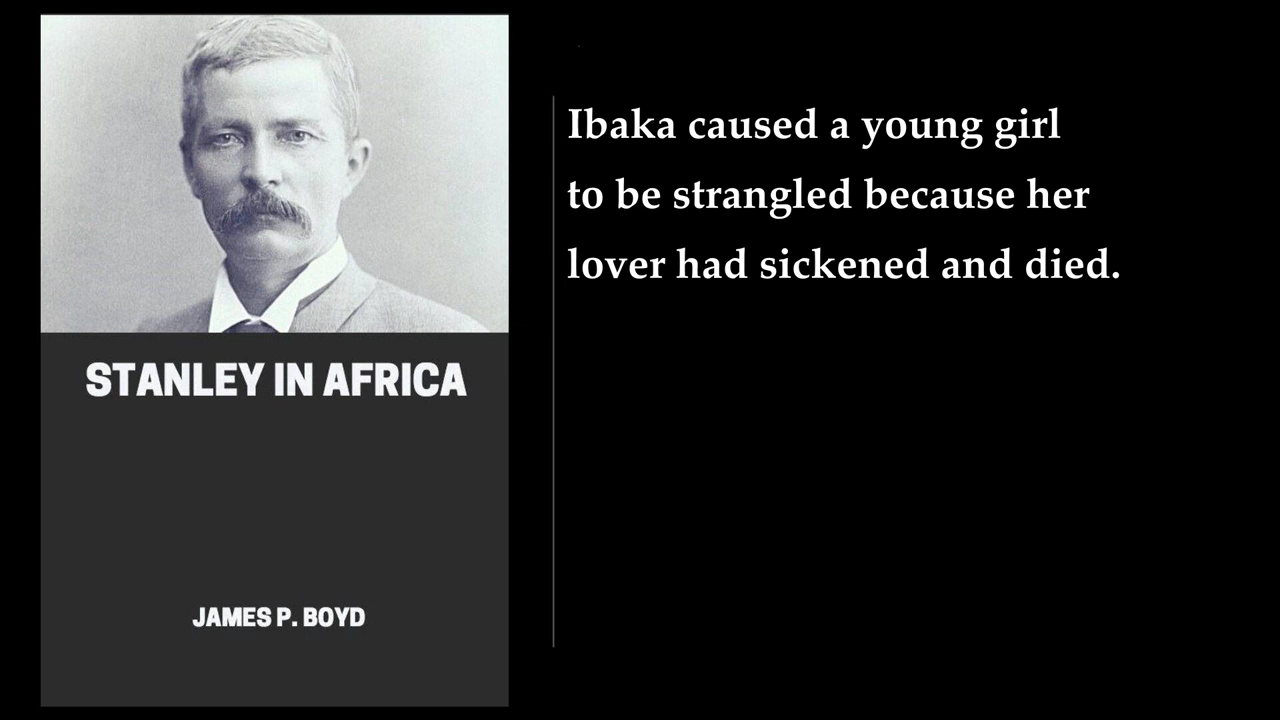 STANLEY IN AFRICA
JAMES P. BOYD
Ibaka caused a young girl
to be strangled because her
lover had sickened and died.